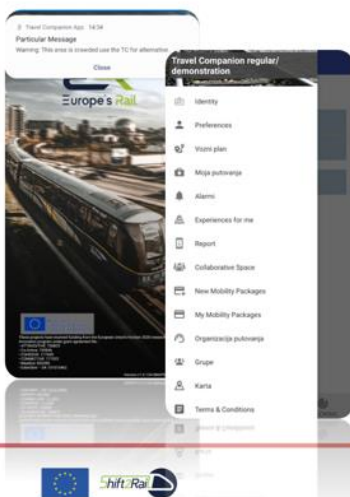 Travel Companion App 14:34
Particular Message
Warning: This area is crowded use the TC for alternative
Close
Europe's Rail
Travel Companion regular/
demonstration
Identity
Preferences
Vozni plan
Moja putovanja
Alarmi
Experiences for me
Report
Collaborative Space
New Mobility Packages
My Mobility Packages
Organizacija putovanja
Grupe
Karta
Terms & Conditions
Shift2Rail